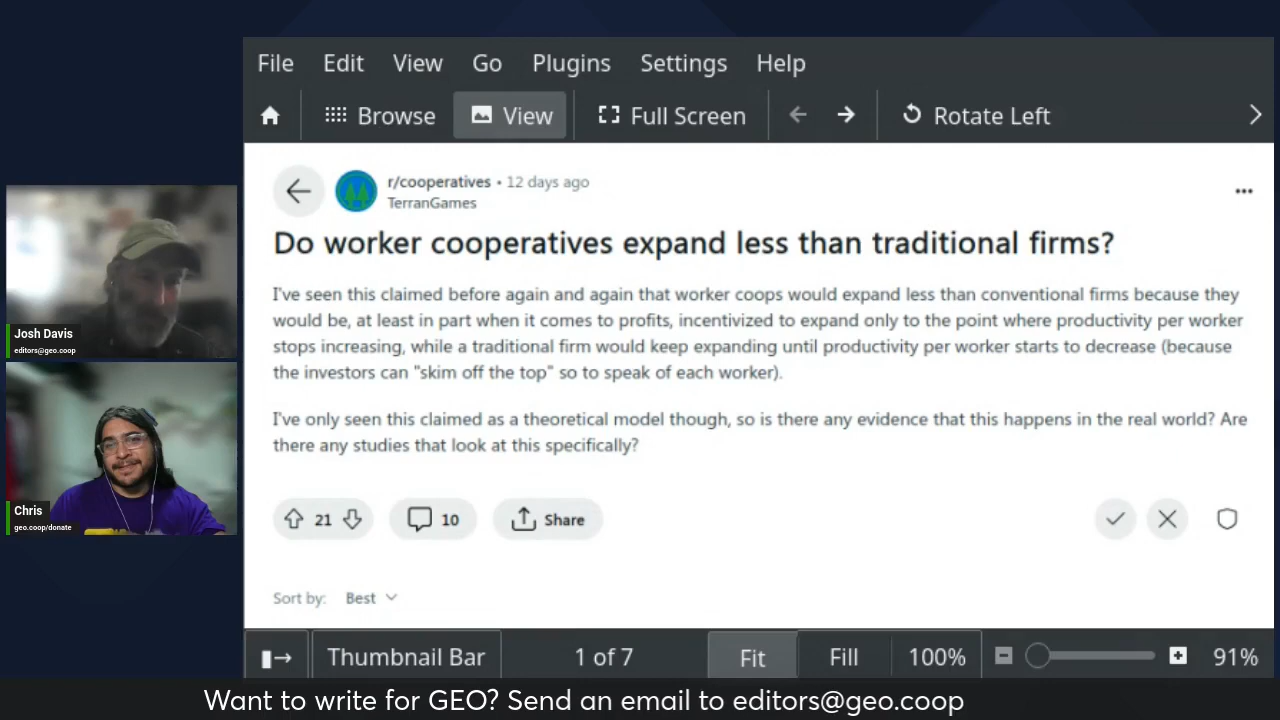 File Edit View Go Plugins Settings Help
Browse View Full Screen Rotate Left
r/cooperatives • 12 days ago
TerranGames
Do worker cooperatives expand less than traditional firms?
I've seen this claimed before again and again that worker coops would expand less than conventional firms because they
would be, at least in part when it comes to profits, incentivized to expand only to the point where productivity per worker
stops increasing, while a traditional firm would keep expanding until productivity per worker starts to decrease (because
the investors can "skim off the top" so to speak of each worker).
I've only seen this claimed as a theoretical model though, so is there any evidence that this happens in the real world? Are
there any studies that look at this specifically?
21 10 Share
Sort by: Best
Thumbnail Bar 1 of 7 Fit Fill 100% 91%
Josh Davis
editors@geo.coop
Chris
geo.coop/donate
Want to write for GEO? Send an email to editors@geo.coop